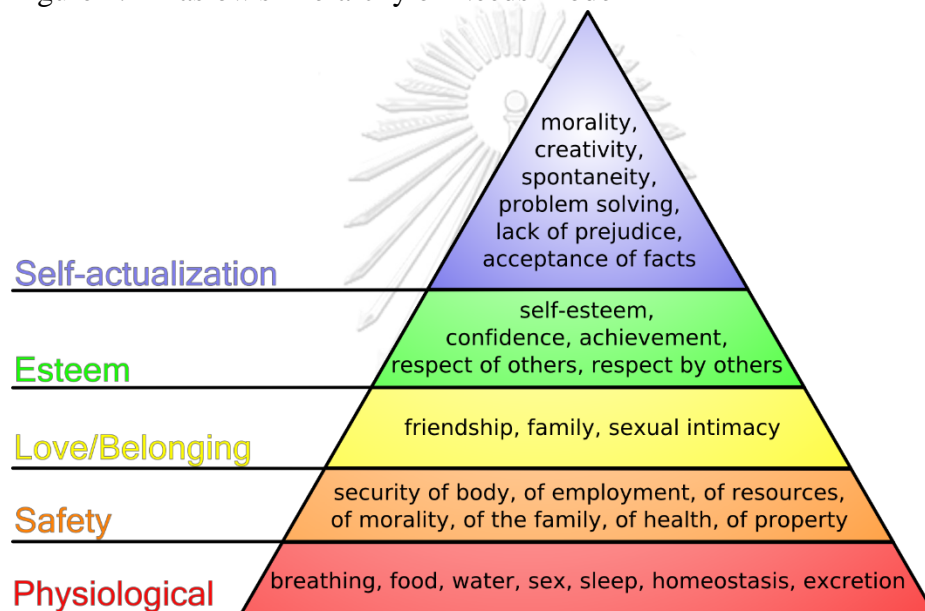 morality,
creativity,
spontaneity,
problem solving,
lack of prejudice,
acceptance of facts
Self-actualization
self-esteem,
confidence, achievement,
respect of others, respect by others
Esteem
friendship, family, sexual intimacy
Love/Belonging
security of body, of employment, of resources,
of morality, of the family, of health, of property
Safety
breathing, food, water, sex, sleep, homeostasis, excretion
Physiological